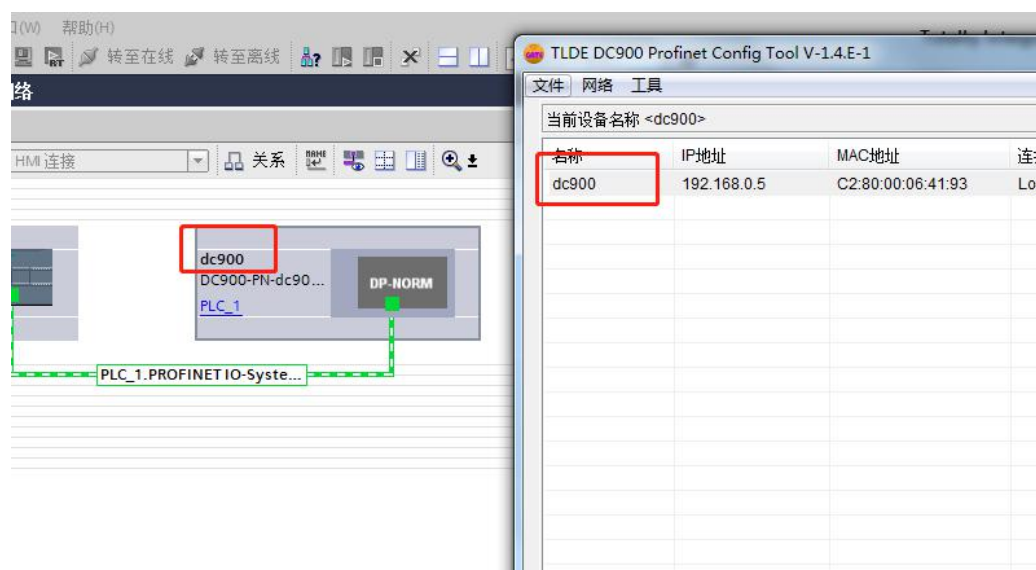 帮助(H)
转至在线 转至离线
TLDE DC900 Profinet Config Tool V-1.4.E-1
文件 网络 工具
当前设备名称 <dc900>
名称 IP地址 MAC地址
dc900 192.168.0.5 C2:80:00:06:41:93 Lo
络
HMI 连接 关系
dc900
DC900-PN-dc90...
PLC_1
DP-NORM
PLC_1.PROFINET IO-Syste...